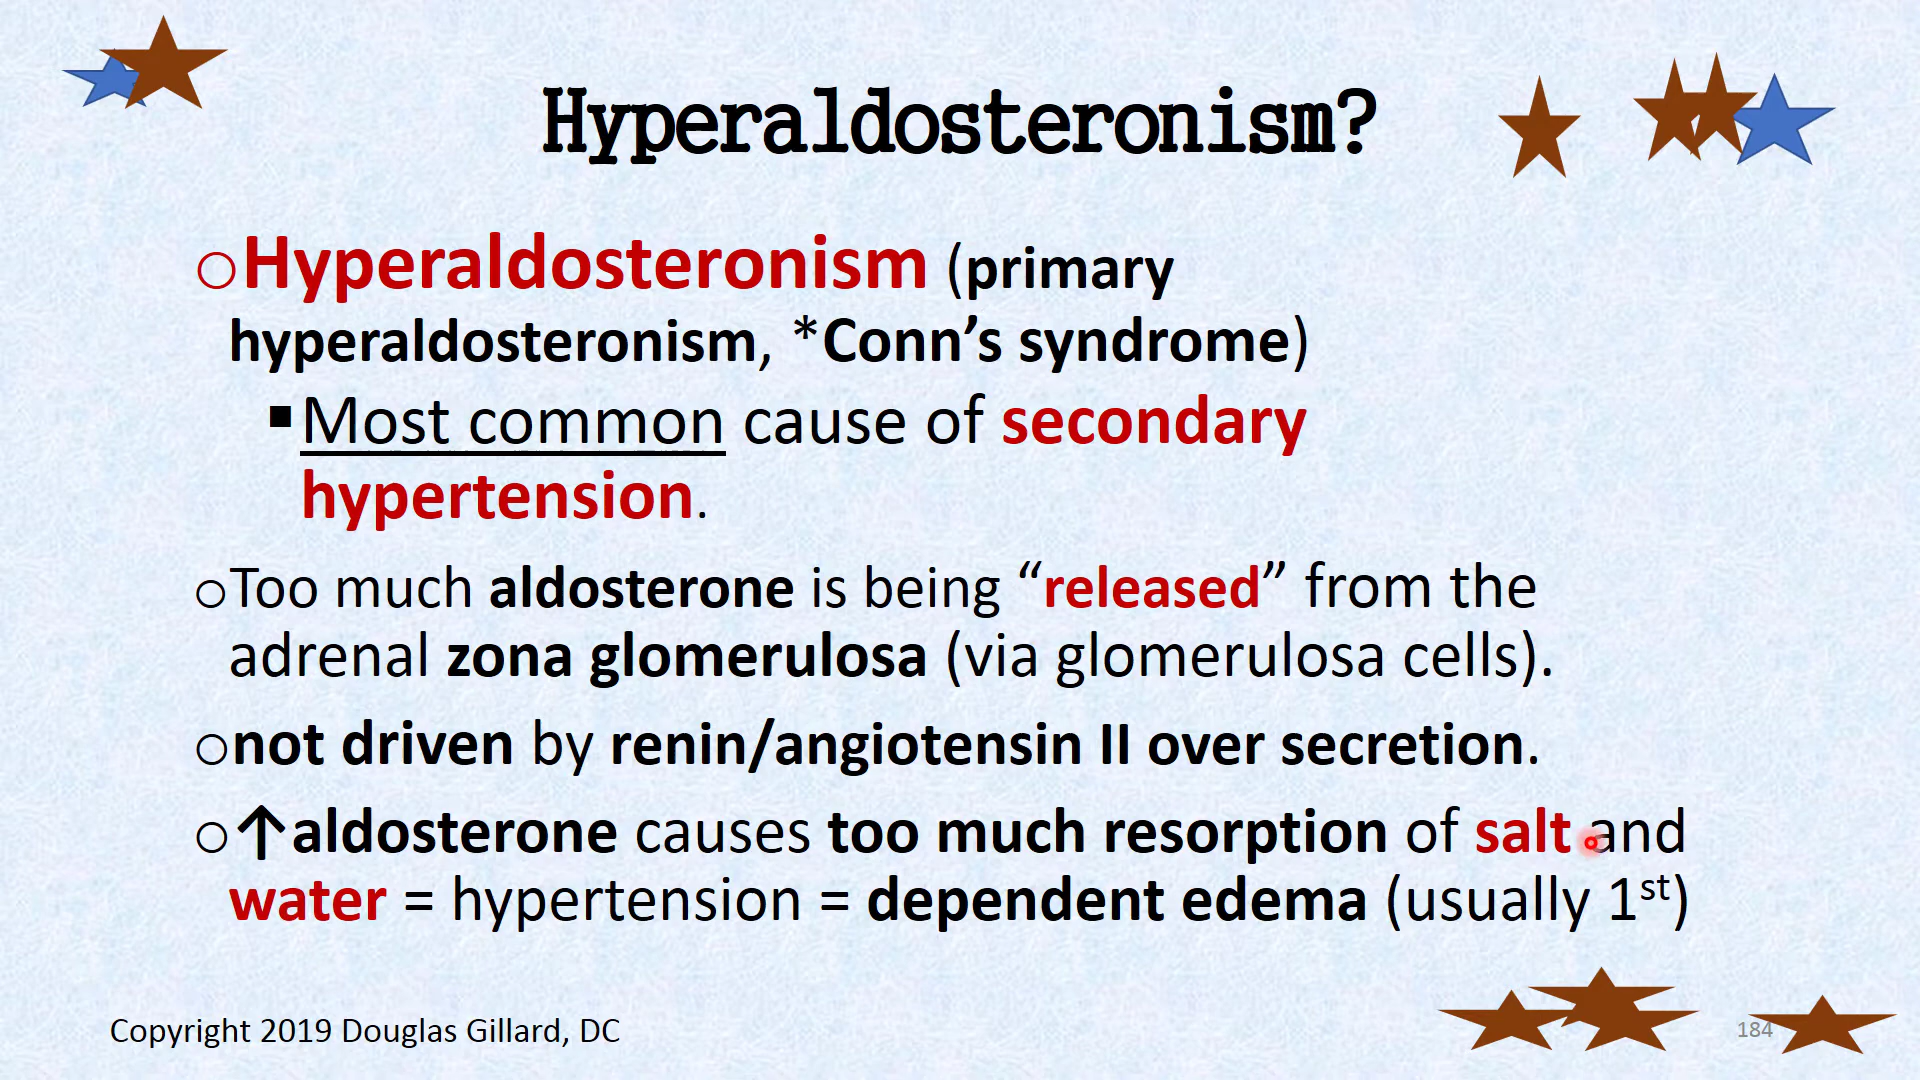 Hyperaldosteronism?
○Hyperaldosteronism (primary
hyperaldosteronism, *Conn’s syndrome)
▪Most common cause of secondary
hypertension.
○Too much aldosterone is being “released” from the
adrenal zona glomerulosa (via glomerulosa cells).
○not driven by renin/angiotensin II over secretion.
○↑aldosterone causes too much resorption of salt and
water = hypertension = dependent edema (usually 1st)
Copyright 2019 Douglas Gillard, DC
184